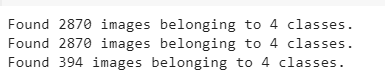 Found 2870 images belonging to 4 classes.
Found 2870 images belonging to 4 classes.
Found 394 images belonging to 4 classes.